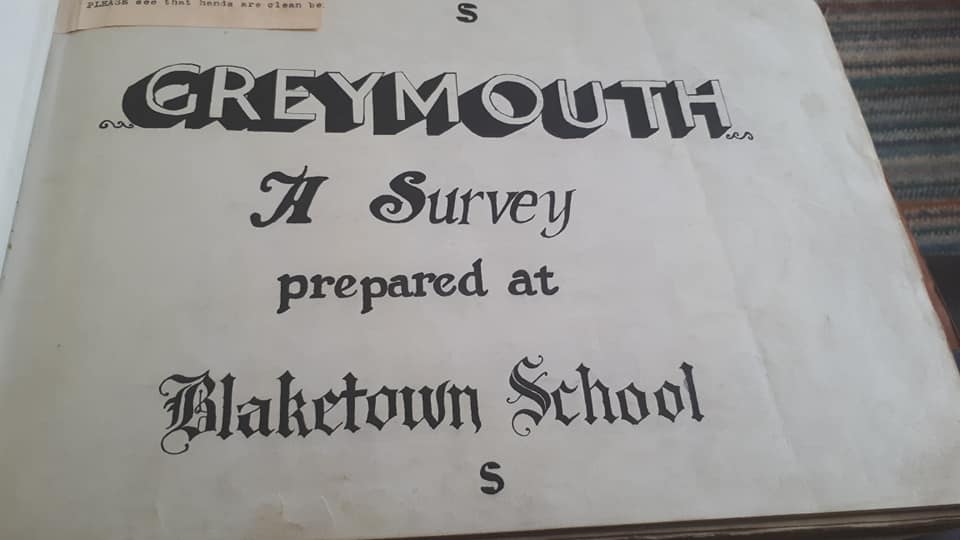 PLEASE see that hands are clean be
S
GREYMOUTH
A Survey
prepared at
Blaketown School
S